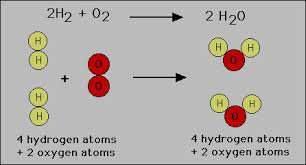 2H₂ + O₂ 2 H₂O
H H H
H O O
+
O
H H H
H O
4 hydrogen atoms 4 hydrogen atoms
+ 2 oxygen atoms + 2 oxygen atoms